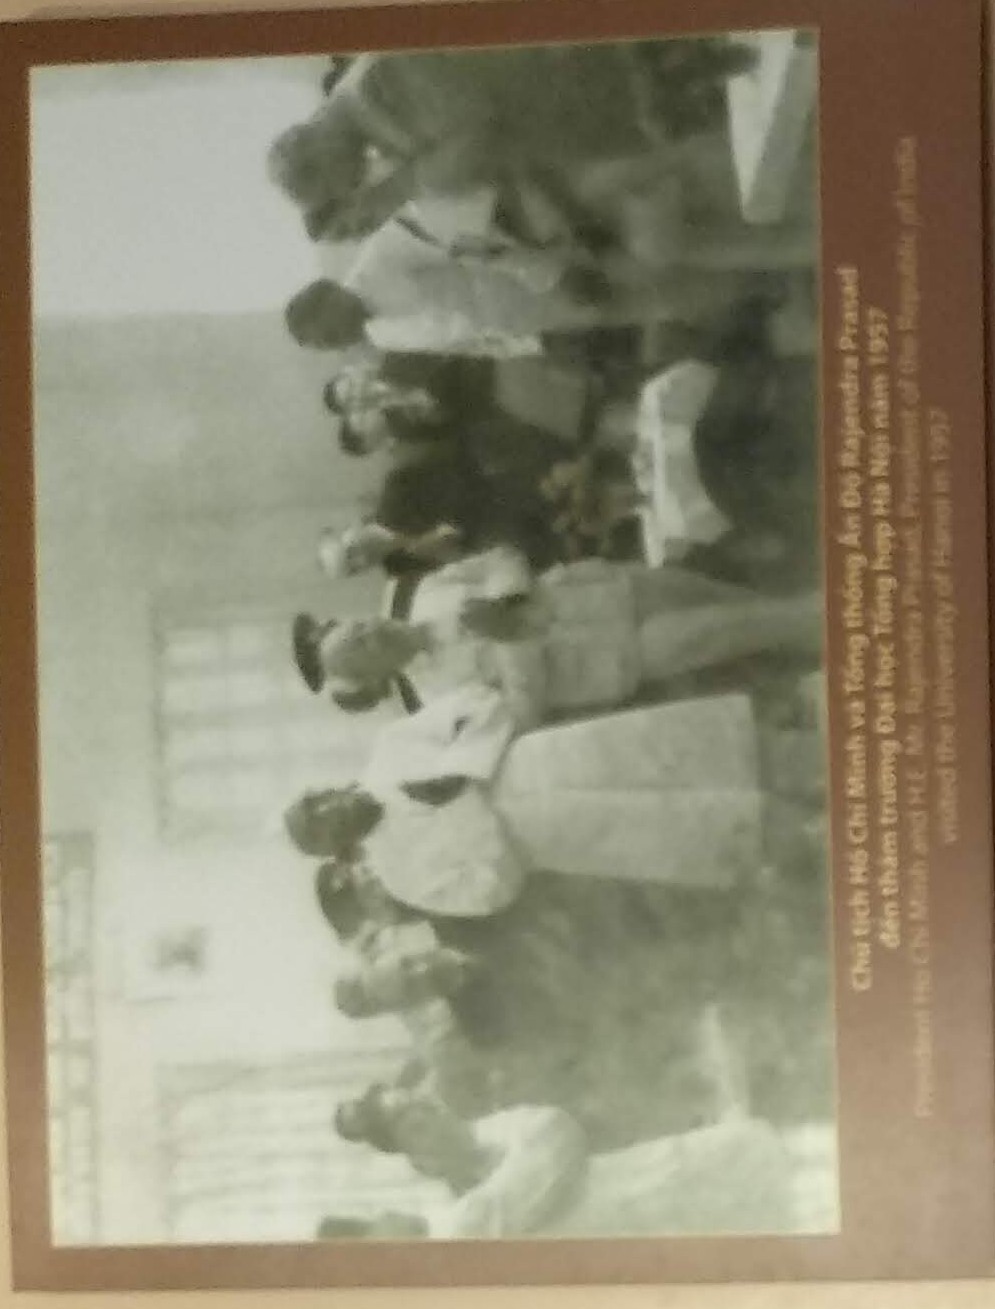 Chủ tịch Hồ Chí Minh và Tổng thống Ấn Độ Rajendra Prasad
đến thăm trường Đại học Tổng hợp Hà Nội năm 1957
President Ho Chi Minh and H.E. Mr. Rajendra Prasad, President of the Republic of India
visited the University of Hanoi in 1957